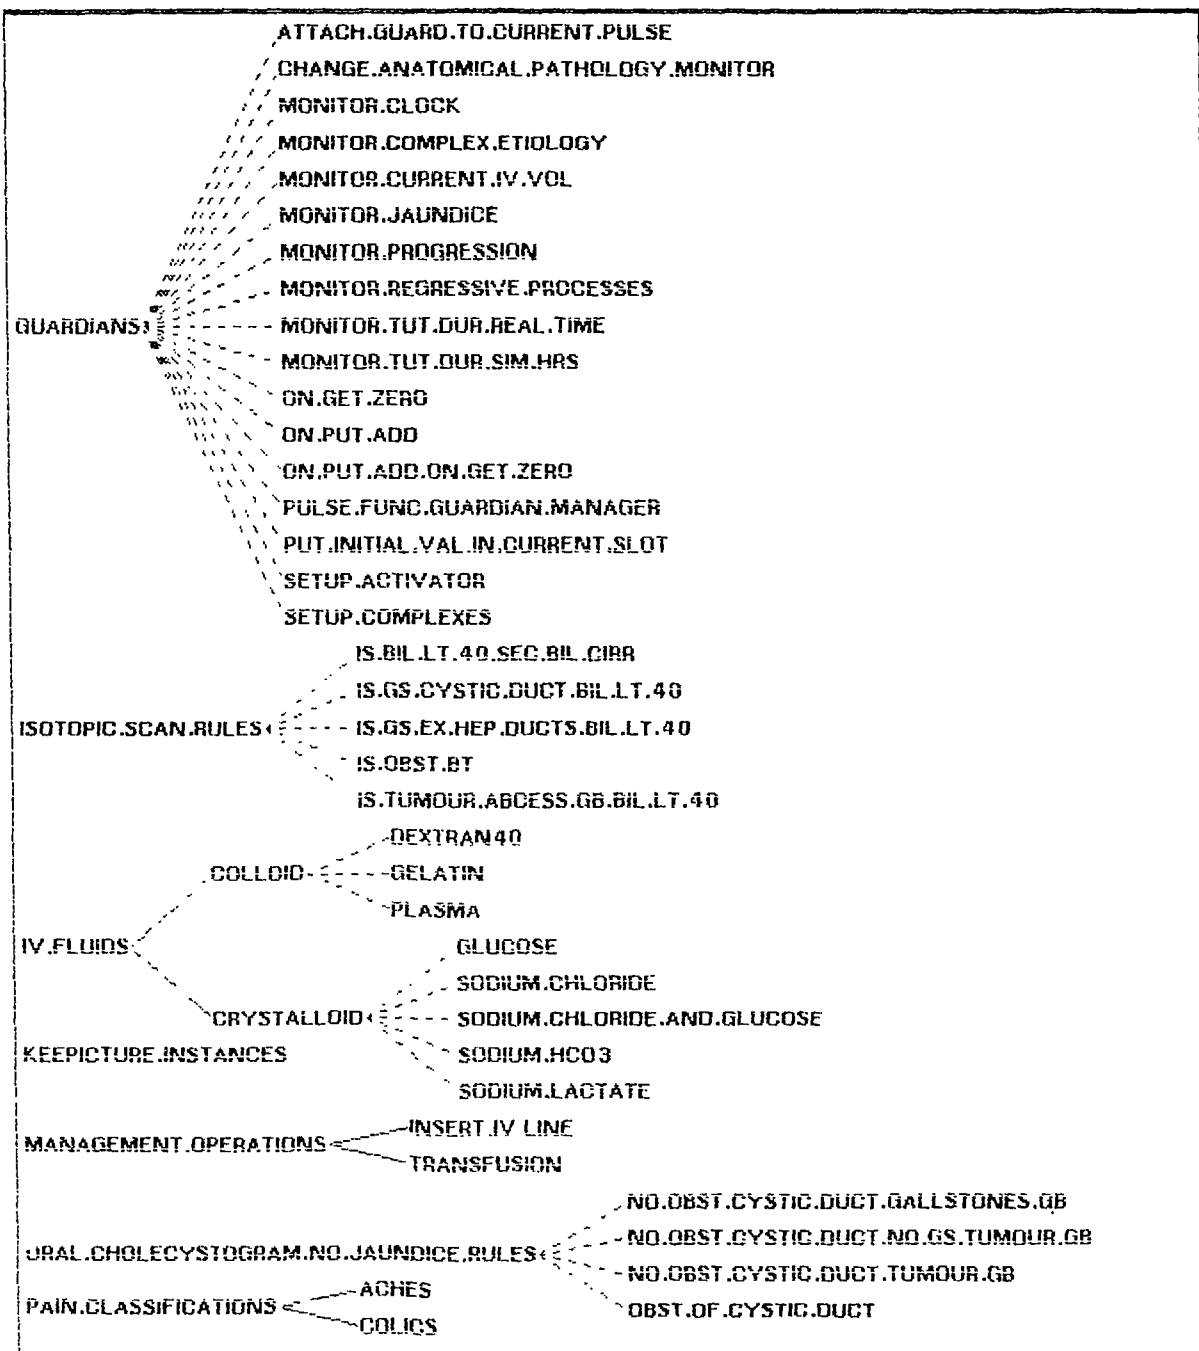 ATTACH.GUARD.TO.CURRENT.PULSE
CHANGE.ANATOMICAL.PATHOLOGY.MONITOR
MONITOR.CLOCK
MONITOR.COMPLEX.ETIOLOGY
MONITOR.CURRENT.IV.VOL
MONITOR.JAUNDICE
MONITOR.PROGRESSION
MONITOR.REGRESSIVE.PROCESSES
GUARDIANS
MONITOR.TUT.DUR.REAL.TIME
MONITOR.TUT.DUR.SIM.HRS
ON.GET.ZERO
ON.PUT.ADD
ON.PUT.ADD.ON.GET.ZERO
PULSE.FUNC.GUARDIAN.MANAGER
PUT.INITIAL.VAL.IN.CURRENT.SLOT
SETUP.ACTIVATOR
SETUP.COMPLEXES
IS.BIL.LT.40.SEC.BIL.CIRR
IS.GS.CYSTIC.DUCT.BIL.LT.40
ISOTOPIC.SCAN.RULES
IS.GS.EX.HEP.DUCTS.BIL.LT.40
IS.OBST.BT
IS.TUMOUR.ABCESS.GB.BIL.LT.40
DEXTRAN40
COLLOID
GELATIN
PLASMA
IV.FLUIDS
GLUCOSE
SODIUM.CHLORIDE
CRYSTALLOID
SODIUM.CHLORIDE.AND.GLUCOSE
KEEPICTURE.INSTANCES
SODIUM.HCO3
SODIUM.LACTATE
INSERT.IV LINE
MANAGEMENT.OPERATIONS
TRANSFUSION
NO.OBST.CYSTIC.DUCT.GALLSTONES.GB
NO.OBST.CYSTIC.DUCT.NO.GS.TUMOUR.GB
ORAL.CHOLECYSTOGRAM.NO.JAUNDICE.RULES
NO.OBST.CYSTIC.DUCT.TUMOUR.GB
ACHES
PAIN.CLASSIFICATIONS
OBST.OF.CYSTIC.DUCT
COLICS